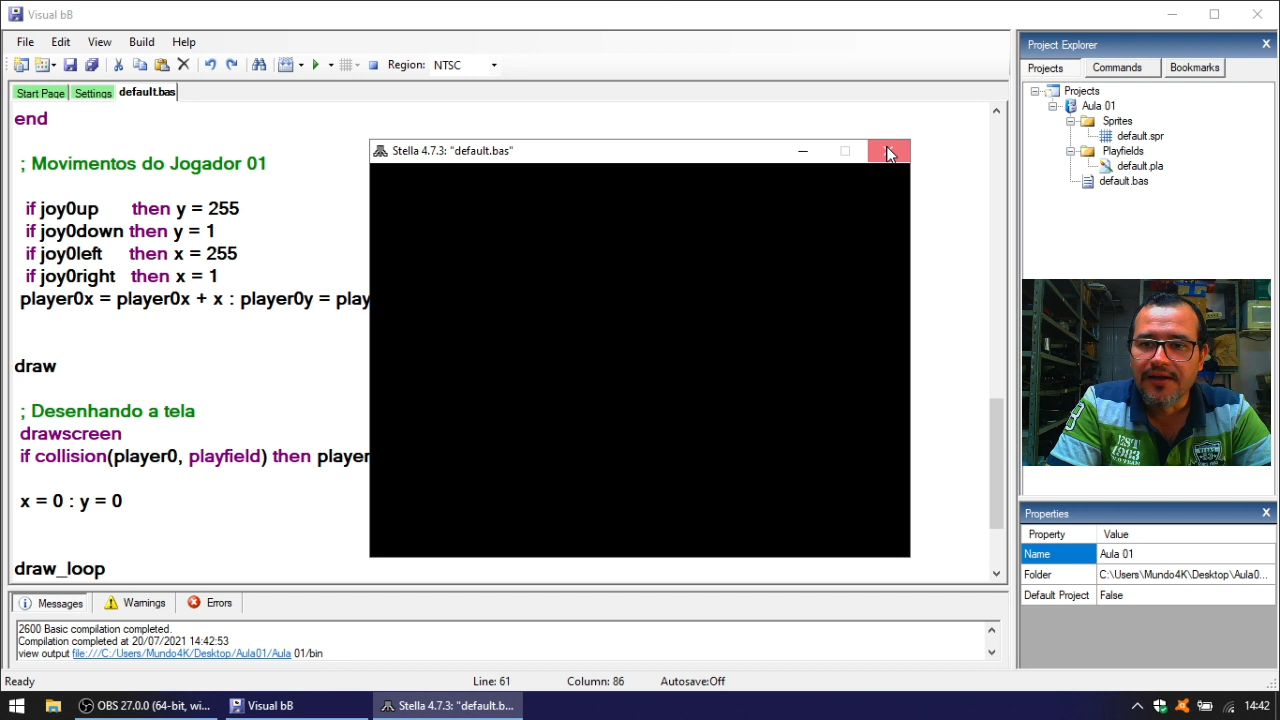 Visual bB
File Edit View Build Help
Region: NTSC
Start Page Settings default.bas
end
; Movimentos do Jogador 01
if joy0up then y = 255
if joy0down then y = 1
if joy0left then x = 255
if joy0right then x = 1
player0x = player0x + x : player0y = play
draw
; Desenhando a tela
drawscreen
if collision(player0, playfield) then player
x = 0 : y = 0
draw_loop
Stella 4.7.3: "default.bas"
Project Explorer
Projects Commands Bookmarks
Projects
Aula 01
Sprites
default.spr
Playfields
default.pla
default.bas
EST
1983
Properties
Property Value
Name Aula 01
Folder C:\Users\Mundo4K\Desktop\Aula0...
Default Project False
Messages Warnings Errors
2600 Basic compilation completed.
Compilation completed at 20/07/2021 14:42:53
view output file:///C:/Users/Mundo4K/Desktop/Aula01/Aula 01/bin
Ready Line: 61 Column: 86 Autosave:Off
OBS 27.0.0 (64-bit, wi... Visual bB Stella 4.7.3: "default.b... 14:42